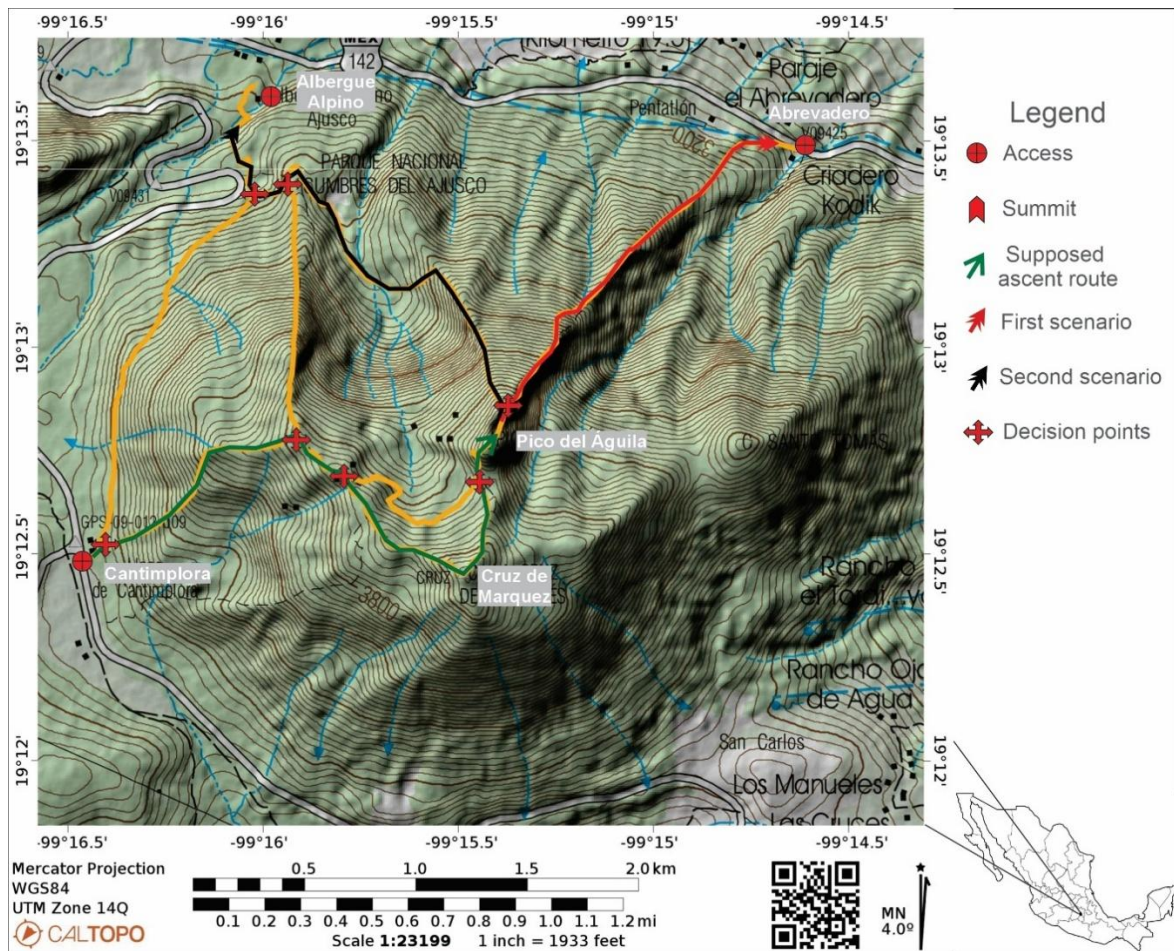 -99°16.5'
-99°16'
-99°15.5'
-99°15'
-99°14.5'
MEX
142
Albergue
Alpino
Ajusco
Paraje
el Abrevadero
Pentatlón
Abrevadero
V09425
3200
19°13.5'
19°13.5'
PARQUE NACIONAL
CUMBRES DEL AJUSCO
V09431
Criadero
Kodik
19°13'
19°13'
Pico del Águila
GPS-09-013-009
Cantimplora
de Cantimplora
19°12.5'
19°12.5'
CRUZ
Cruz de
Marquez
3800
Rancho
Rancho Ojo
de Agua
San Carlos
Los Manueles
Las Cruces
19°12'
19°12'
-99°16.5'
-99°16'
-99°15.5'
-99°15'
-99°14.5'
Legend
Access
Summit
Supposed
ascent route
First scenario
Second scenario
Decision points
Mercator Projection
WGS84
UTM Zone 14Q
CALTOPO
0.5
1.0
1.5
2.0 km
0.1
0.2
0.3
0.4
0.5
0.6
0.7
0.8
0.9
1.0
1.1
1.2 mi
Scale 1:23199
1 inch = 1933 feet
MN
4.0º